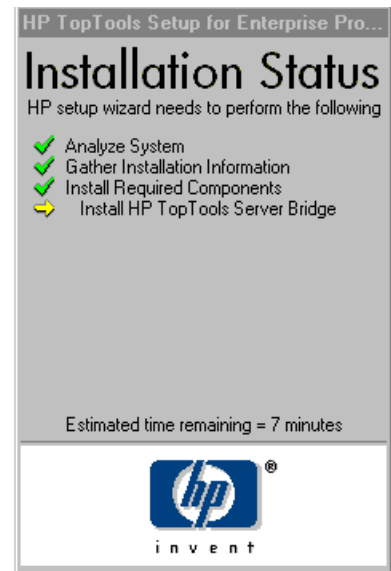 HP TopTools Setup for Enterprise Pro...
Installation Status
HP setup wizard needs to perform the following
Analyze System
Gather Installation Information
Install Required Components
Install HP TopTools Server Bridge
Estimated time remaining = 7 minutes
hp
®
invent